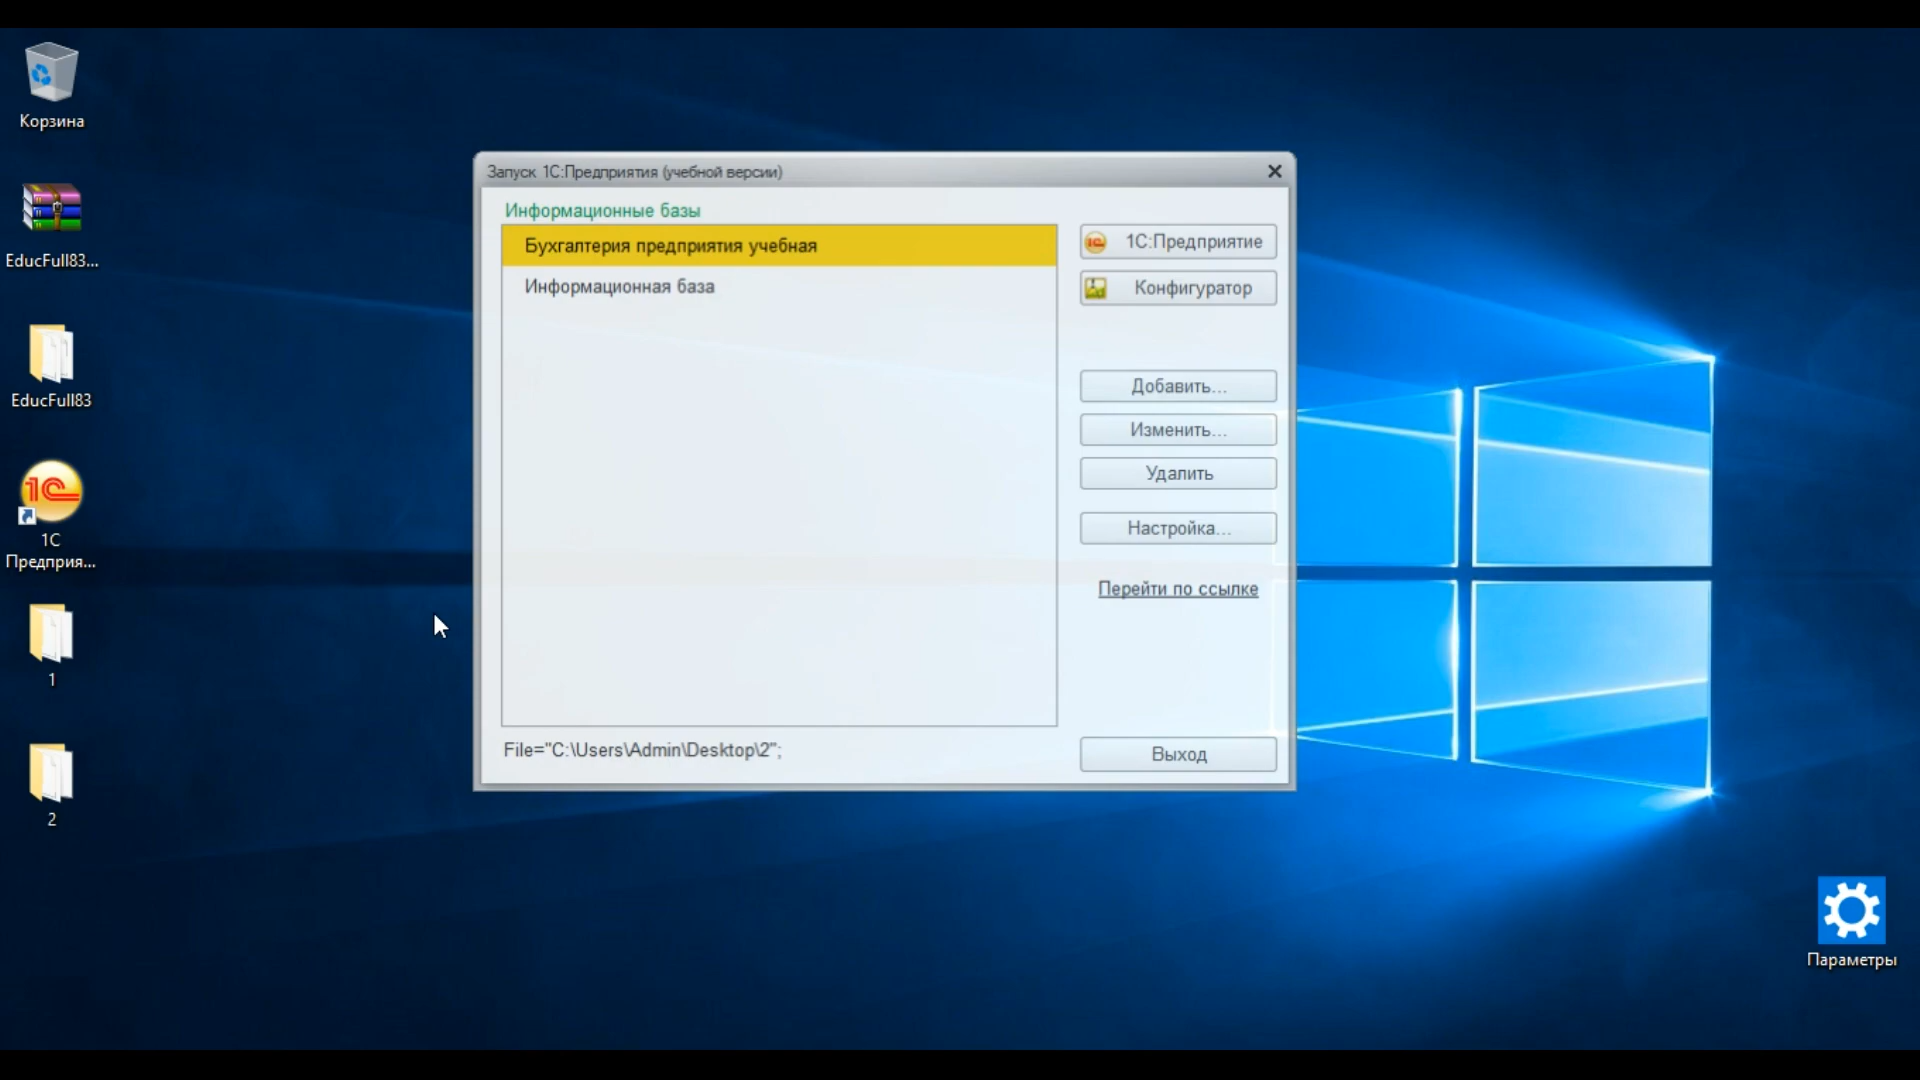 Корзина
EducFull83...
EducFull83
1С
Предприя...
1
2
Запуск 1С:Предприятия (учебной версии)
Информационные базы
Бухгалтерия предприятия учебная
Информационная база
1С:Предприятие
Конфигуратор
Добавить...
Изменить...
Удалить
Настройка...
Перейти по ссылке
File="C:\Users\Admin\Desktop\2";
Выход
Параметры